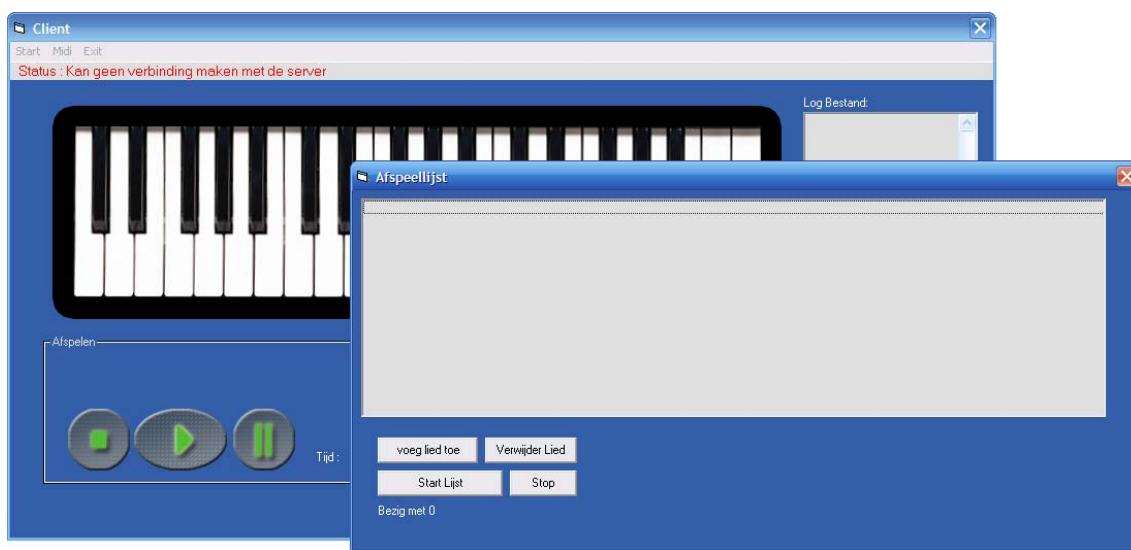 Client
Start Midi Exit
Status : Kan geen verbinding maken met de server
Log Bestand:
Afspeellijst
Afspelen
Tijd :
voeg lied toe Verwijder Lied
Start Lijst Stop
Bezig met 0